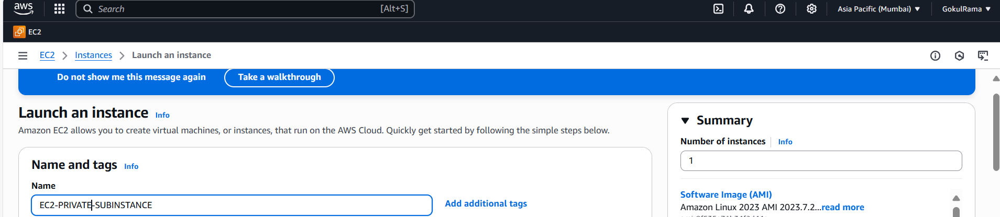 aws Search [Alt+S] Asia Pacific (Mumbai) GokulRama
EC2
EC2 Instances Launch an instance
Do not show me this message again Take a walkthrough
Launch an instance Info
Amazon EC2 allows you to create virtual machines, or instances, that run on the AWS Cloud. Quickly get started by following the simple steps below.
Name and tags Info
Name
EC2-PRIVATE-SUBINSTANCE
Add additional tags
Summary
Number of instances Info
1
Software Image (AMI)
Amazon Linux 2023 AMI 2023.7.2...read more